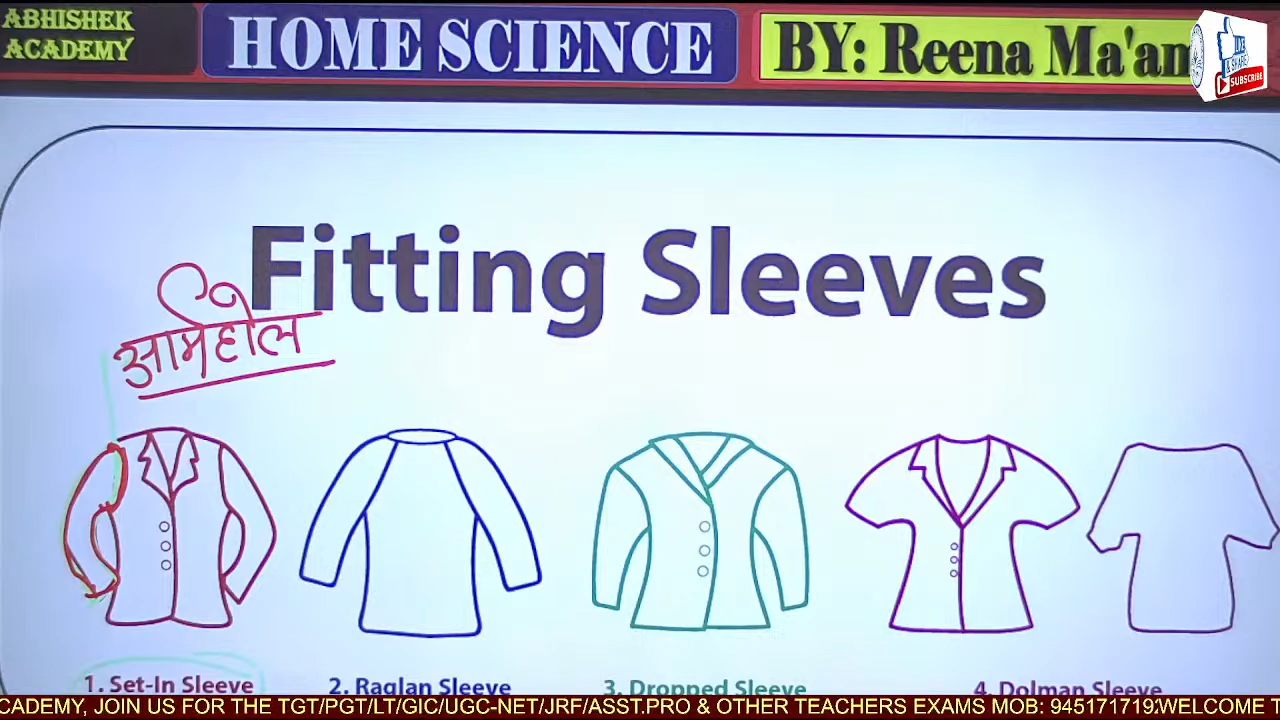 ABHISHEK
ACADEMY
HOME SCIENCE
BY: Reena Ma'am
& SHARE
SUBSCRIBE
Fitting Sleeves
आर्महोल
1. Set-In Sleeve
2. Raglan Sleeve
3. Dropped Sleeve
4. Dolman Sleeve
CADEMY, JOIN US FOR THE TGT/PGT/LT/GIC/UGC-NET/JRF/ASST.PRO & OTHER TEACHERS EXAMS MOB: 945171719 WELCOME T